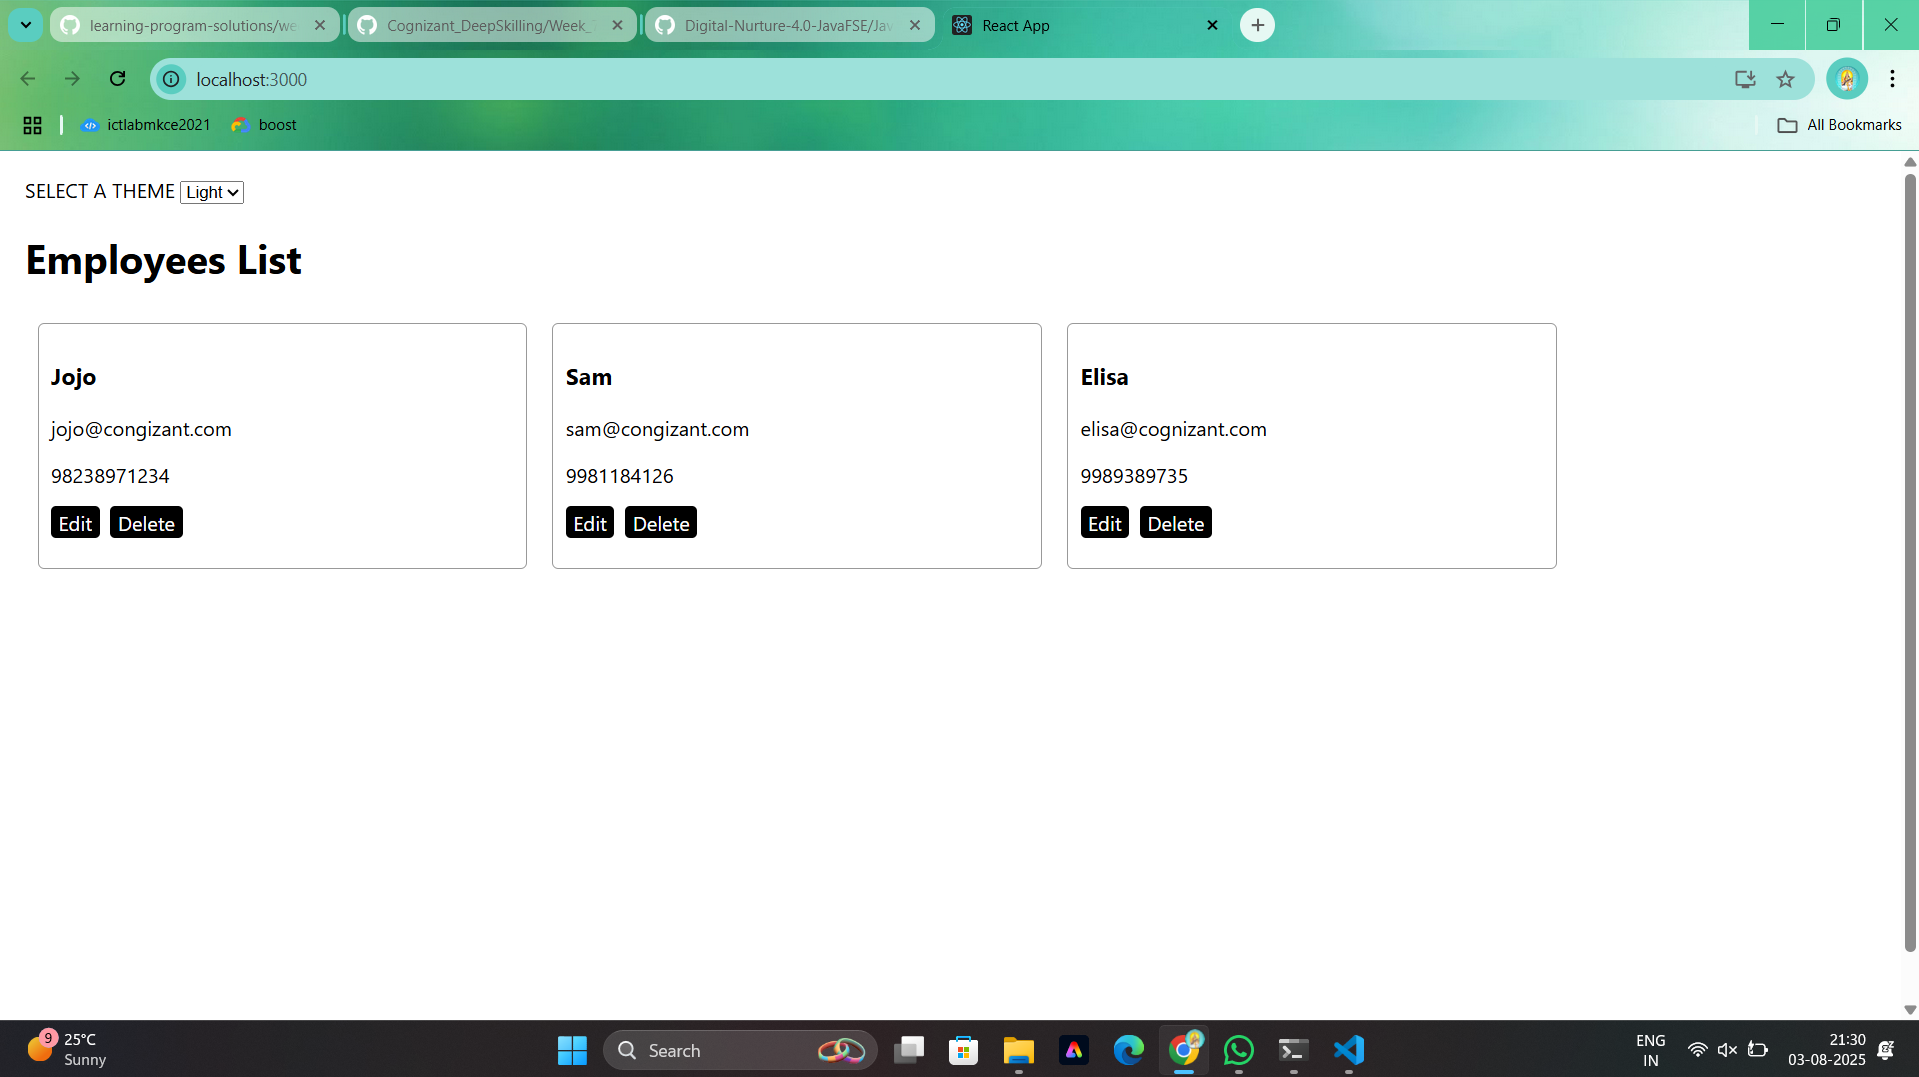 learning-program-solutions/we
Cognizant_DeepSkilling/Week_
Digital-Nurture-4.0-JavaFSE/Jav
React App
localhost:3000
ictlabmkce2021
boost
All Bookmarks
SELECT A THEME Light
Employees List
Jojo
jojo@congizant.com
98238971234
Edit Delete
Sam
sam@congizant.com
9981184126
Edit Delete
Elisa
elisa@cognizant.com
9989389735
Edit Delete
9
25°C
Sunny
Search
ENG
IN
21:30
03-08-2025